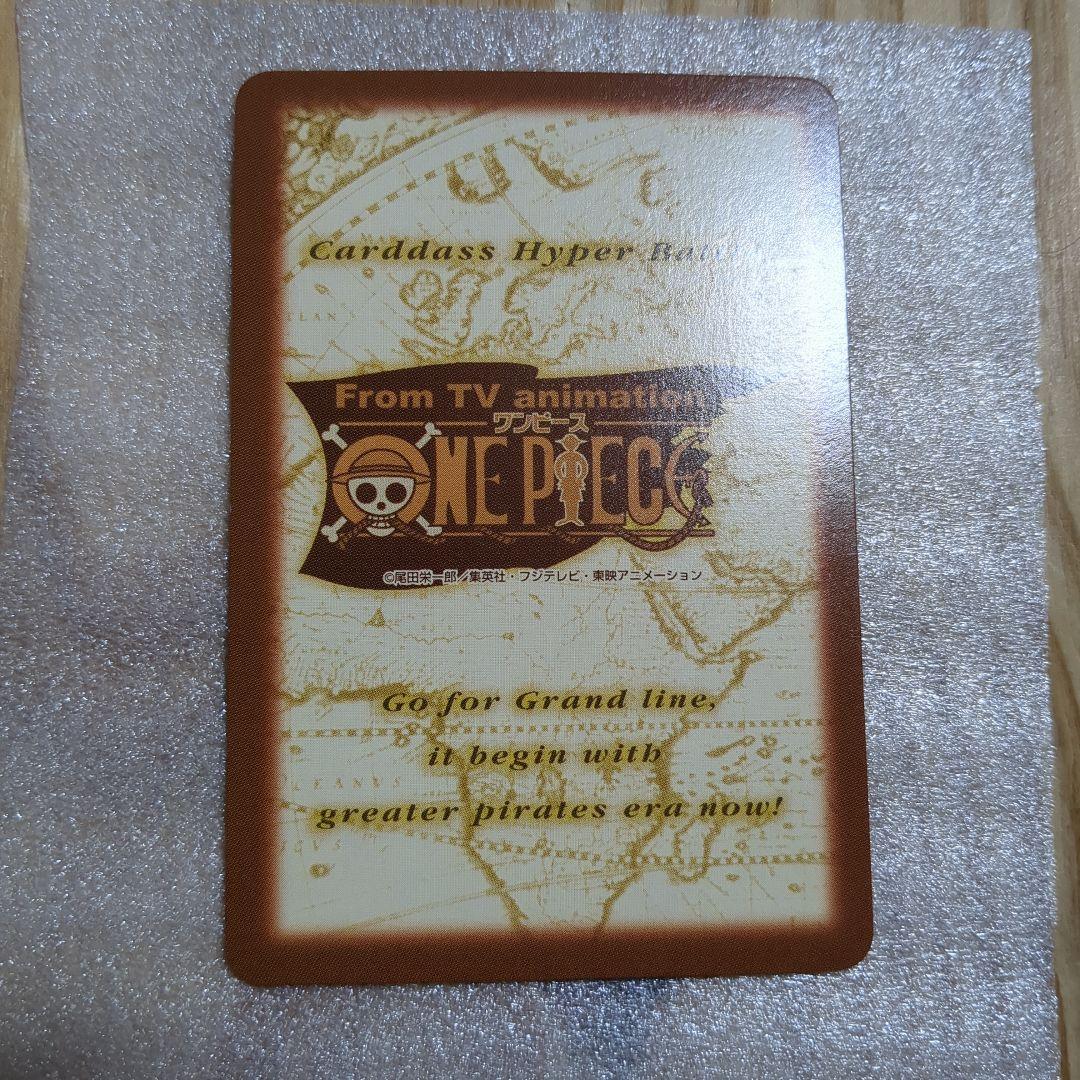 Carddass Hyper Battle
From TV animation
ワンピース
ONE PIECE
©尾田栄一郎／集英社・フジテレビ・東映アニメーション
Go for Grand line,
it begin with
greater pirates era now!